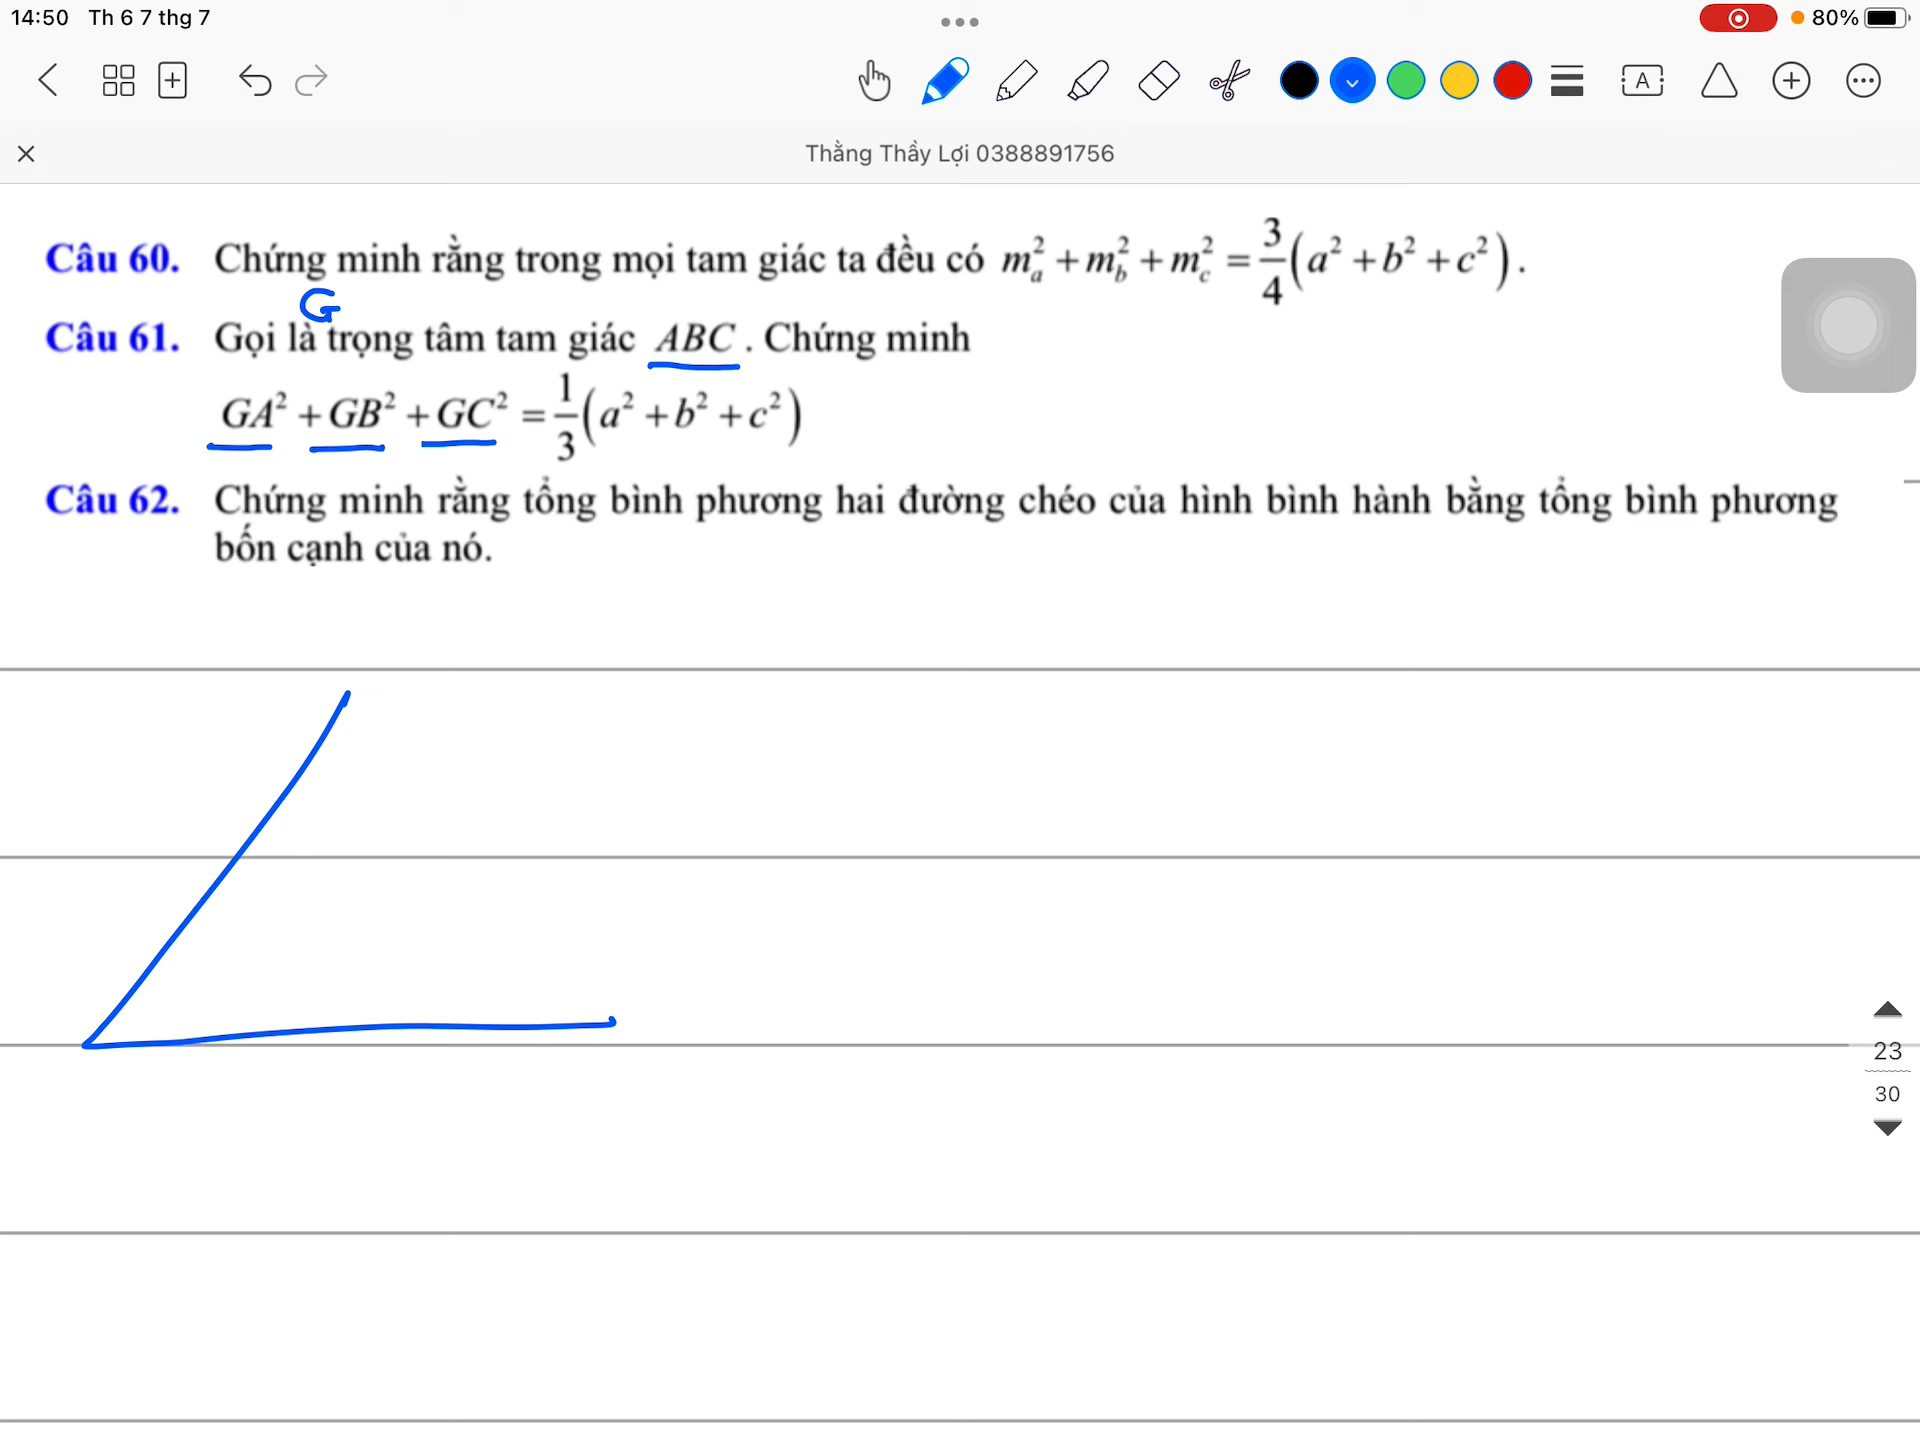 14:50 Th 6 7 thg 7
80%
A
Thằng Thầy Lợi 0388891756
Câu 60. Chứng minh rằng trong mọi tam giác ta đều có m_a^2 + m_b^2 + m_c^2 = 3/4 (a^2 + b^2 + c^2).
G
Câu 61. Gọi là trọng tâm tam giác ABC. Chứng minh
GA^2 + GB^2 + GC^2 = 1/3 (a^2 + b^2 + c^2)
Câu 62. Chứng minh rằng tổng bình phương hai đường chéo của hình bình hành bằng tổng bình phương
bốn cạnh của nó.
23
30